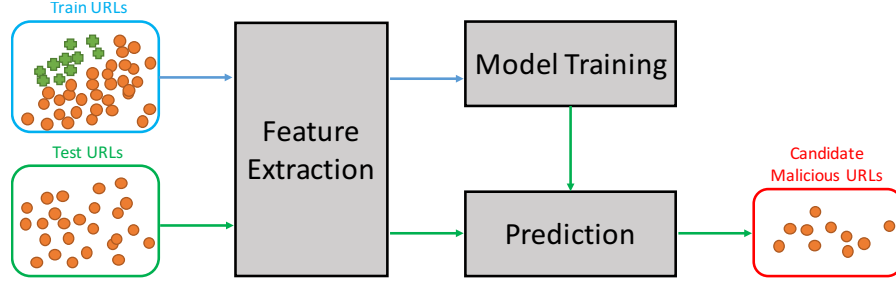 Train URLs
Feature
Extraction
Model Training
Test URLs
Prediction
Candidate
Malicious URLs